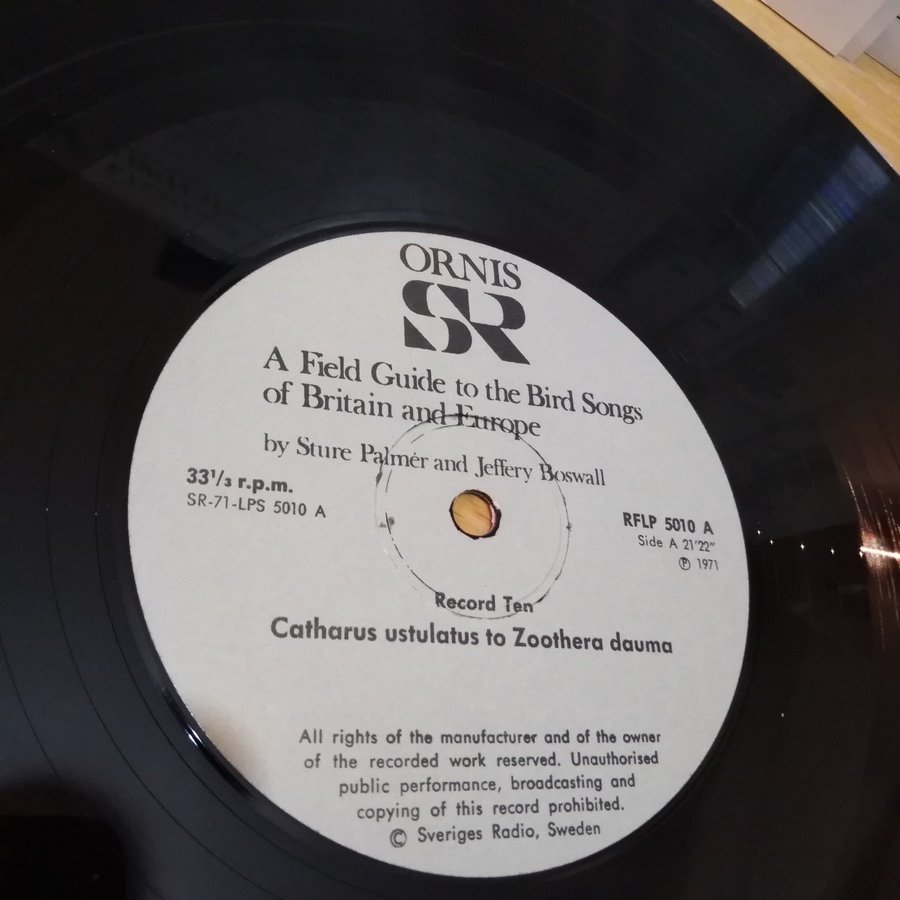 ORNIS
SR
A Field Guide to the Bird Songs
of Britain and Europe
by Sture Palmér and Jeffery Boswall
33¹/₃ r.p.m.
SR-71-LPS 5010 A
RFLP 5010 A
Side A 21'22"
Ⓟ 1971
Record Ten
Catharus ustulatus to Zoothera dauma
All rights of the manufacturer and of the owner
of the recorded work reserved. Unauthorised
public performance, broadcasting and
copying of this record prohibited.
© Sveriges Radio, Sweden